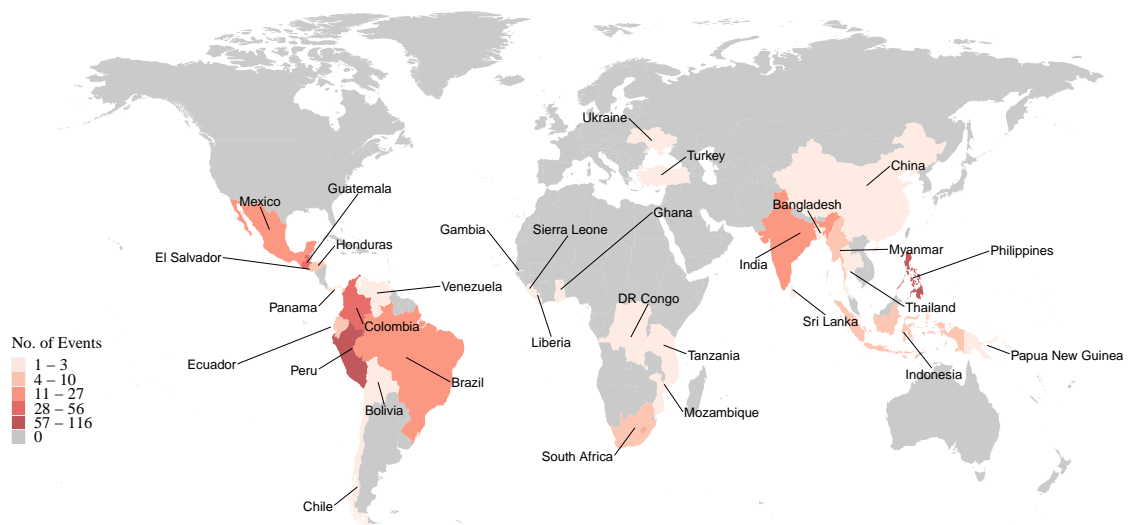 Ukraine
Turkey
China
Guatemala
Mexico
Bangladesh
Ghana
Gambia
Sierra Leone
Honduras
Myanmar
Philippines
El Salvador
India
Venezuela
DR Congo
Panama
Thailand
Sri Lanka
Colombia
No. of Events
Liberia
Tanzania
Papua New Guinea
1 – 3
Ecuador
Peru
Indonesia
4 – 10
Brazil
11 – 27
28 – 56
Bolivia
Mozambique
57 – 116
0
South Africa
Chile